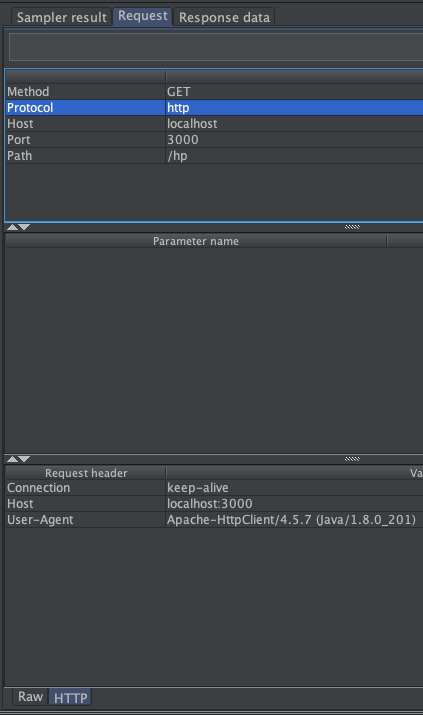 Sampler result Request Response data
Method GET
Protocol http
Host localhost
Port 3000
Path /hp
Parameter name
Request header Va
Connection keep-alive
Host localhost:3000
User-Agent Apache-HttpClient/4.5.7 (Java/1.8.0_201)
Raw HTTP